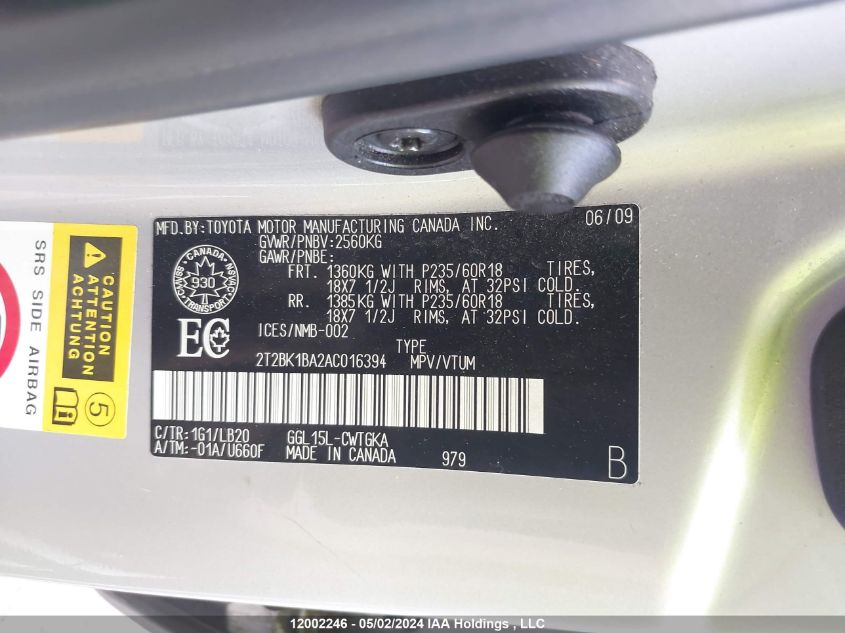 MFD.BY:TOYOTA MOTOR MANUFACTURING CANADA INC. 06/09
GVWR/PNBV:2560KG
GAWR/PNBE:
FRT. 1360KG WITH P235/60R18 TIRES,
18X7 1/2J RIMS, AT 32PSI COLD.
RR. 1385KG WITH P235/60R18 TIRES,
18X7 1/2J RIMS, AT 32PSI COLD.
CANADA
930
TRANSPORT
EC
ICES/NMB-002
TYPE
2T2BK1BA2AC016394 MPV/VTUM
C/TR:1G1/LB20 GGL15L-CWTGKA
A/TM:-01A/U660F MADE IN CANADA 979
B
SRS SIDE AIRBAG
CAUTION
ATTENTION
ACHTUNG
5
12002246 - 05/02/2024 IAA Holdings , LLC